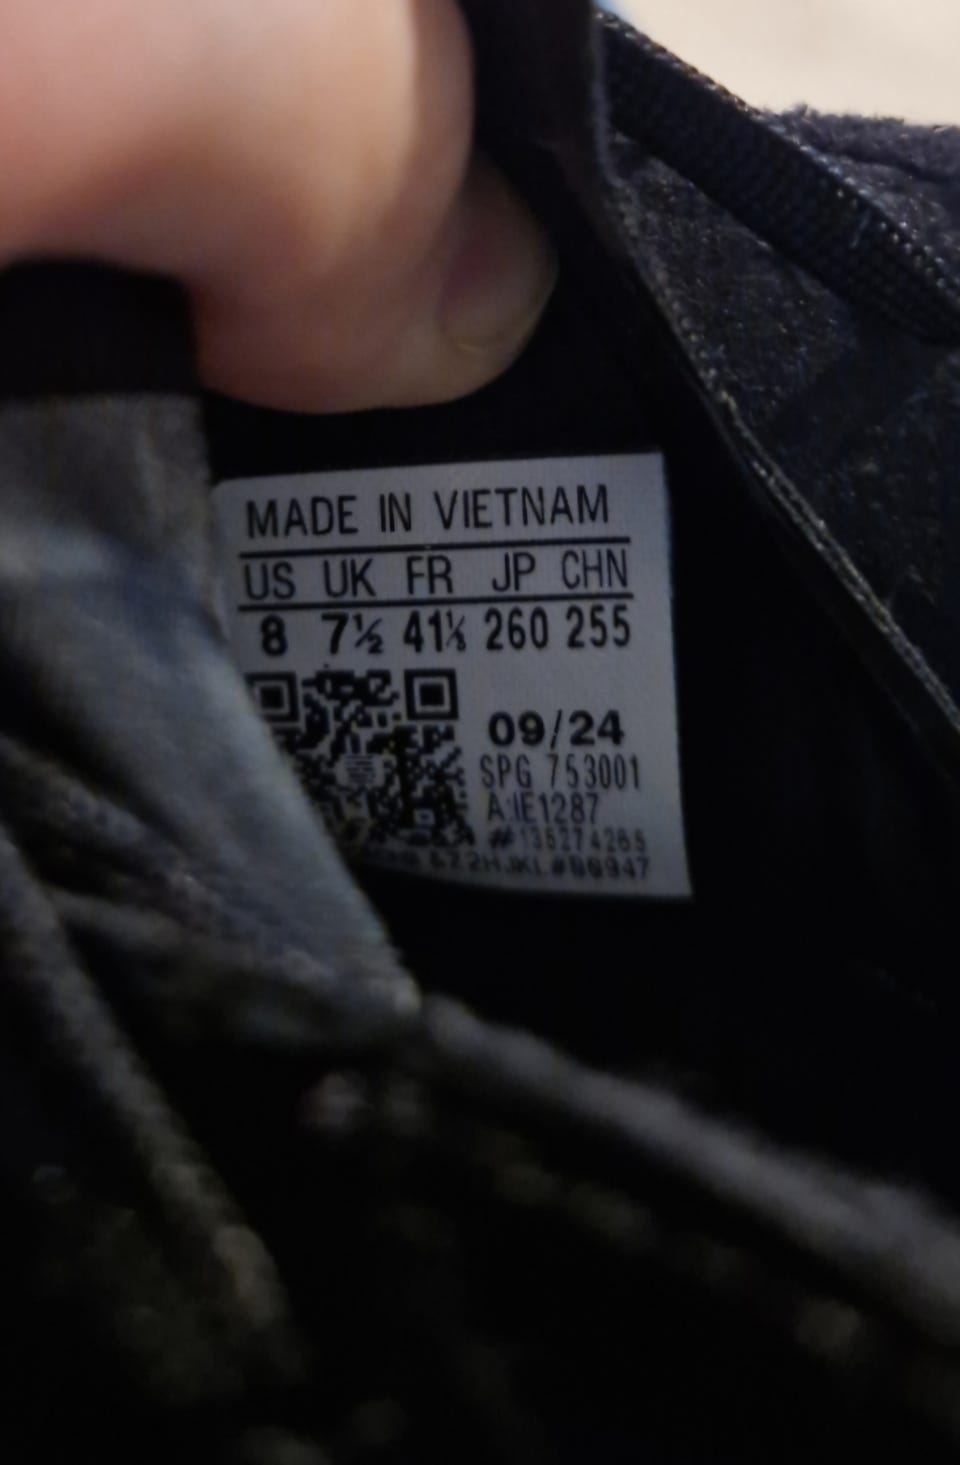 MADE IN VIETNAM
US UK FR JP CHN
8 7½ 41⅓ 260 255
09/24
SPG 753001
A:IE1287
#135274265